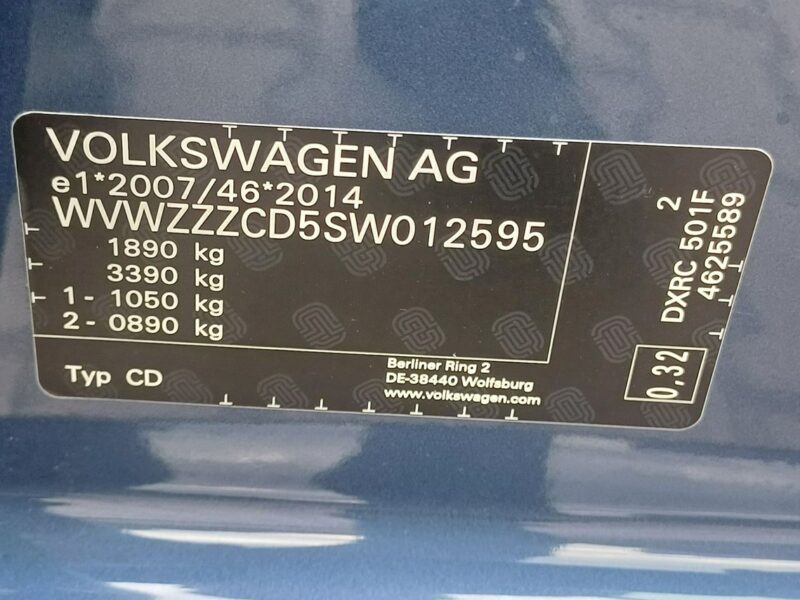 VOLKSWAGEN AG
e1*2007/46*2014
WVWZZZCD5SW012595
1890 kg
3390 kg
1 - 1050 kg
2 - 0890 kg
Typ CD
Berliner Ring 2
DE-38440 Wolfsburg
www.volkswagen.com
2
DXRC 501F
4625589
0,32